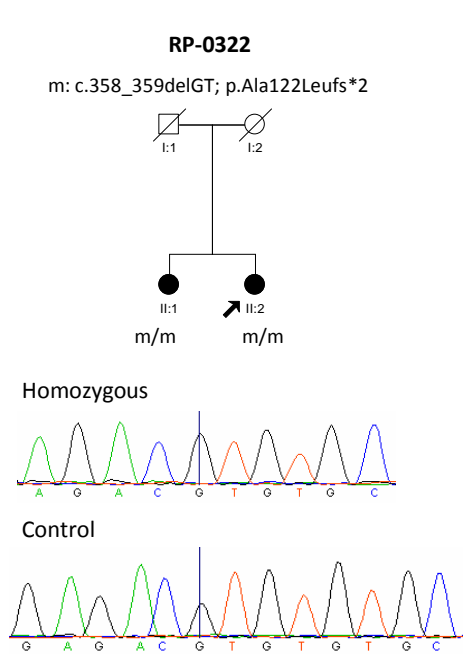 RP-0322
m: c.358_359delGT; p.Ala122Leufs*2
I:1 I:2
II:1 II:2
m/m m/m
Homozygous
A G A C G T G T G C
Control
G A G A C G T G T G T G C